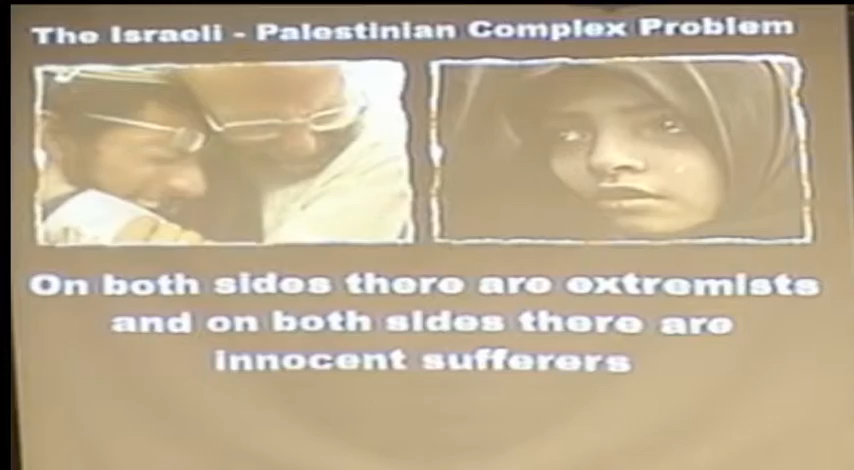 The Israeli - Palestinian Complex Problem
On both sides there are extremists
and on both sides there are
innocent sufferers